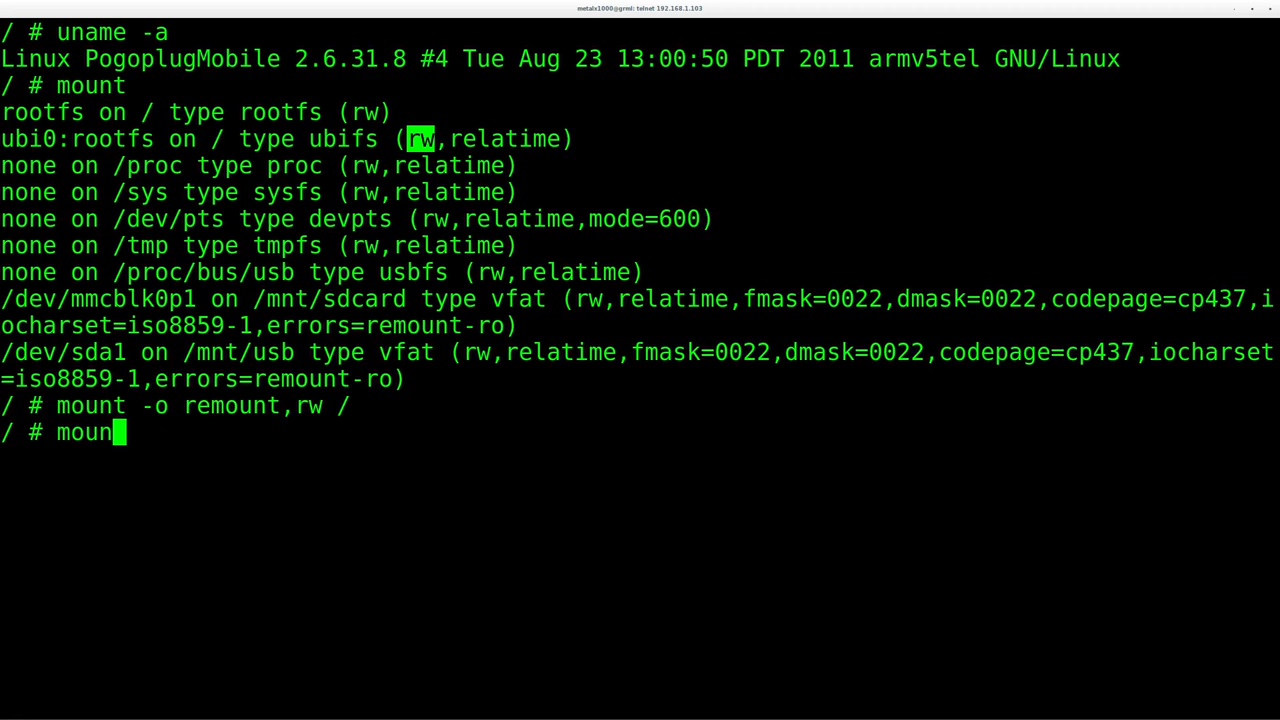 metalx1000@grml: telnet 192.168.1.103
/ # uname -a
Linux PogoplugMobile 2.6.31.8 #4 Tue Aug 23 13:00:50 PDT 2011 armv5tel GNU/Linux
/ # mount
rootfs on / type rootfs (rw)
ubi0:rootfs on / type ubifs (rw,relatime)
none on /proc type proc (rw,relatime)
none on /sys type sysfs (rw,relatime)
none on /dev/pts type devpts (rw,relatime,mode=600)
none on /tmp type tmpfs (rw,relatime)
none on /proc/bus/usb type usbfs (rw,relatime)
/dev/mmcblk0p1 on /mnt/sdcard type vfat (rw,relatime,fmask=0022,dmask=0022,codepage=cp437,i
ocharset=iso8859-1,errors=remount-ro)
/dev/sda1 on /mnt/usb type vfat (rw,relatime,fmask=0022,dmask=0022,codepage=cp437,iocharset
=iso8859-1,errors=remount-ro)
/ # mount -o remount,rw /
/ # moun